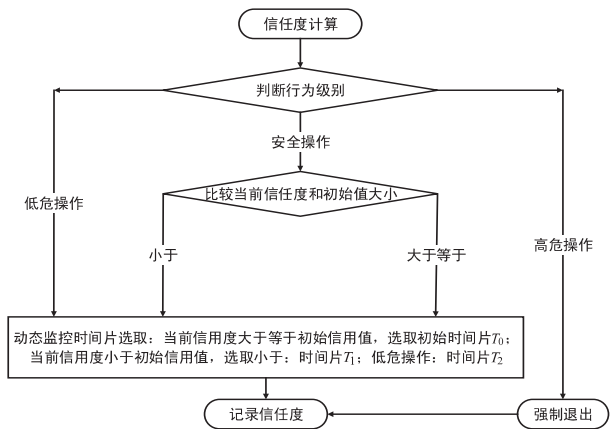 信任度计算
判断行为级别
安全操作
比较当前信任度和初始值大小
低危操作
高危操作
小于
大于等于
动态监控时间片选取：当前信用度大于等于初始信用值，选取初始时间片T₀；
当前信用度小于初始信用值，选取小于：时间片T₁；低危操作：时间片T₂
记录信任度
强制退出